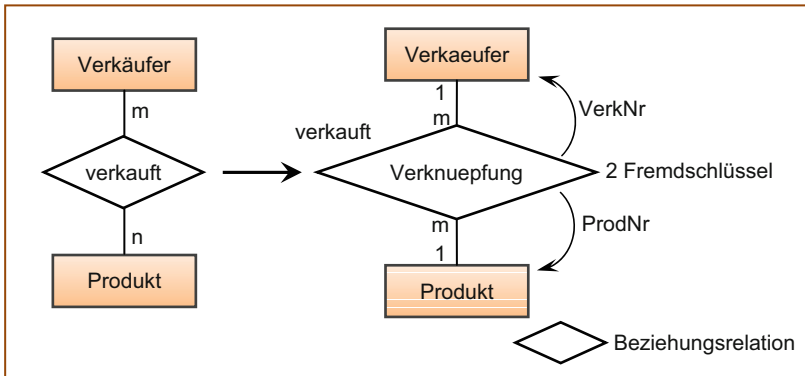 Verkäufer
m
verkauft
n
Produkt
Verkaeufer
1
m
verkauft
VerkNr
Verknuepfung
2 Fremdschlüssel
m
1
ProdNr
Produkt
Beziehungsrelation